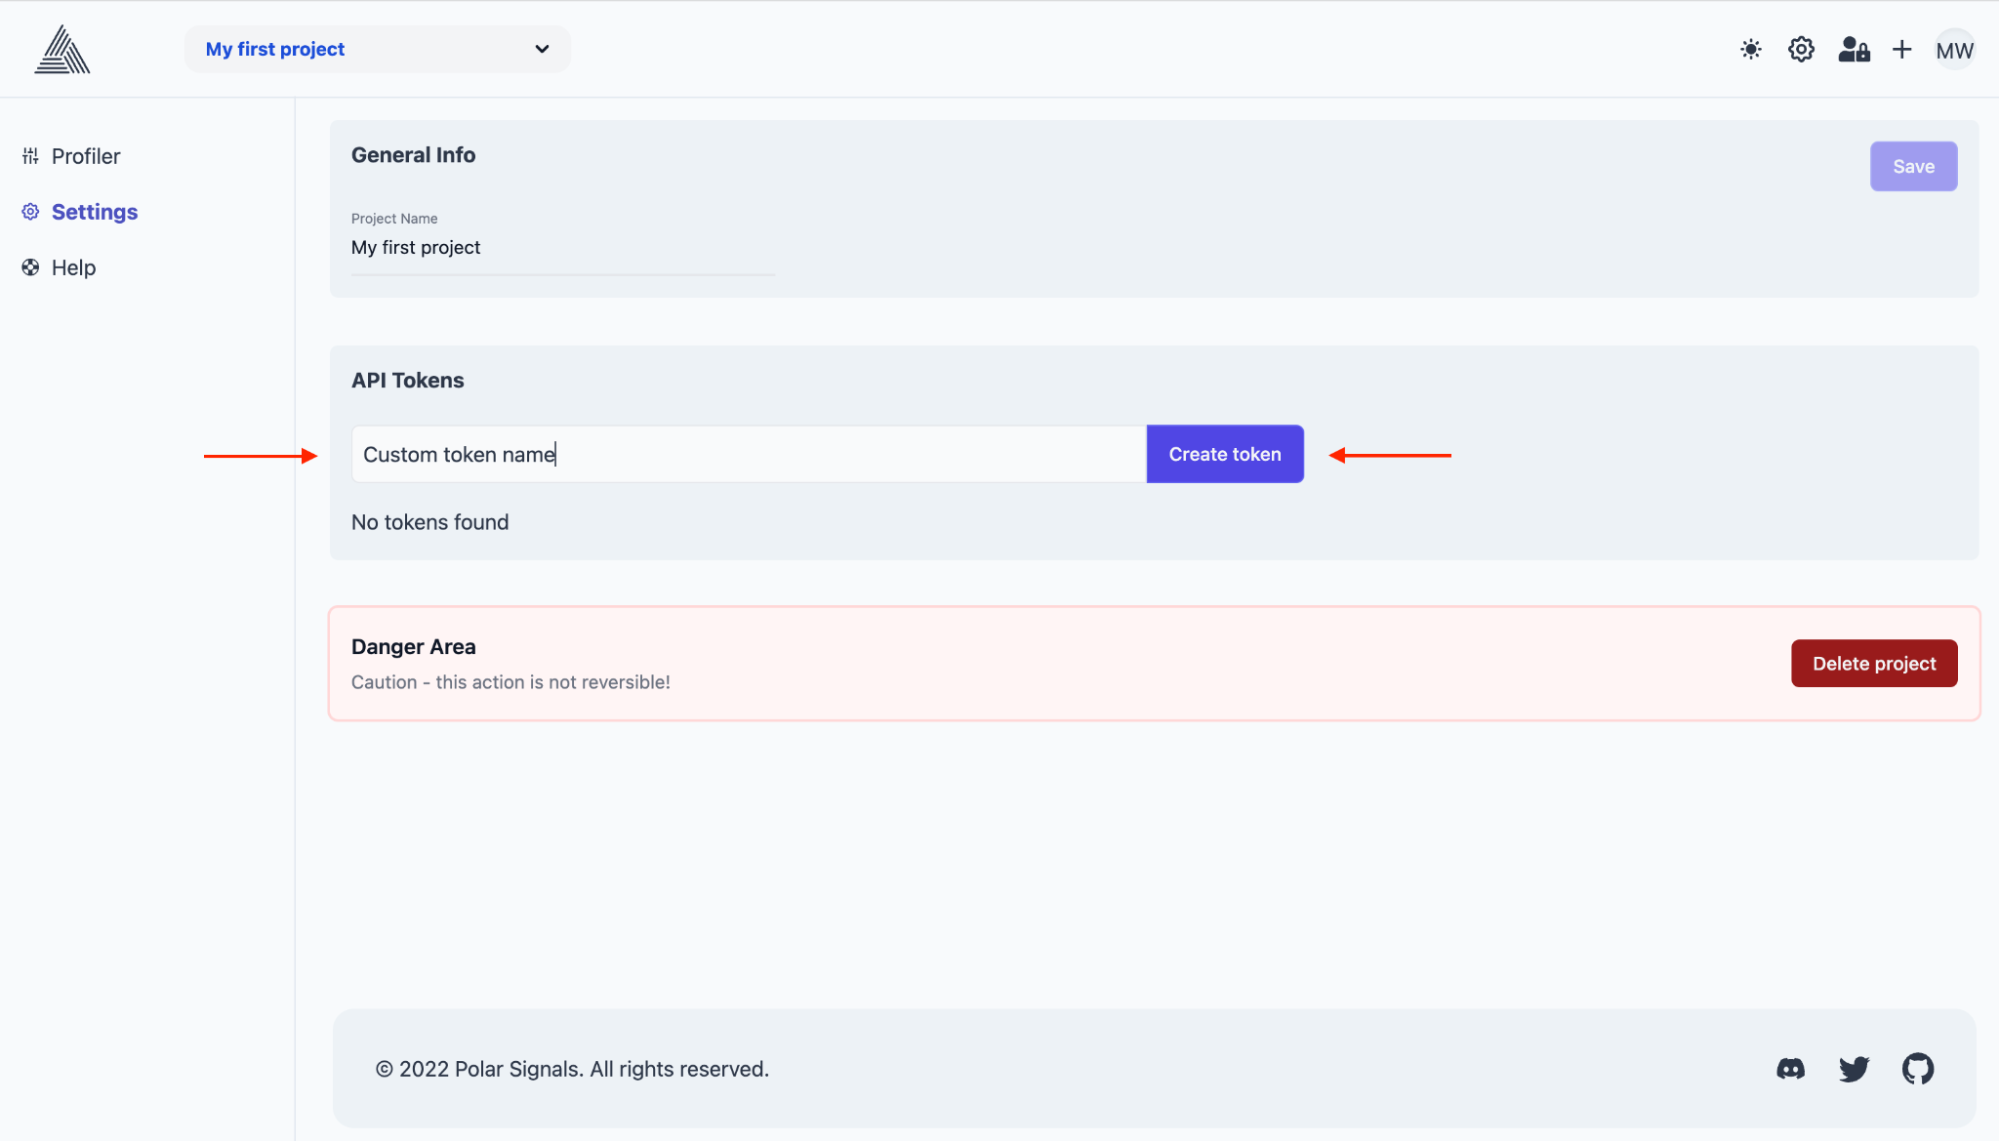 My first project
MW
Profiler
Settings
Help
General Info
Save
Project Name
My first project
API Tokens
Custom token name
Create token
No tokens found
Danger Area
Caution - this action is not reversible!
Delete project
© 2022 Polar Signals. All rights reserved.